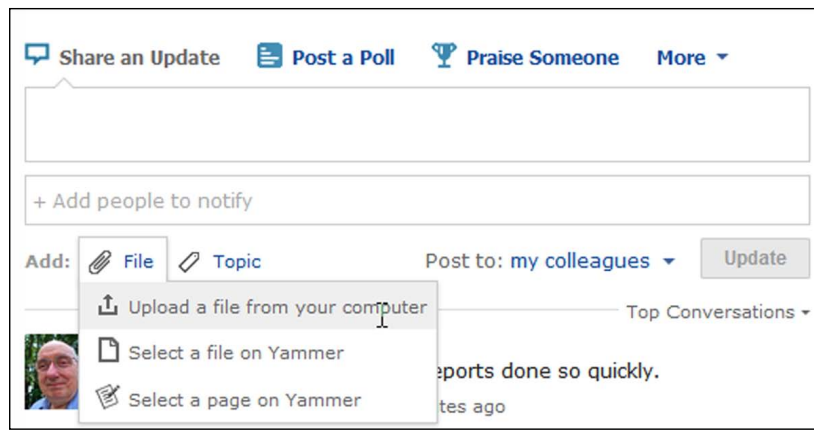 Share an Update Post a Poll Praise Someone More
+ Add people to notify
Add: File Topic Post to: my colleagues Update
Upload a file from your computer
Top Conversations
Select a file on Yammer
eports done so quickly.
Select a page on Yammer
tes ago